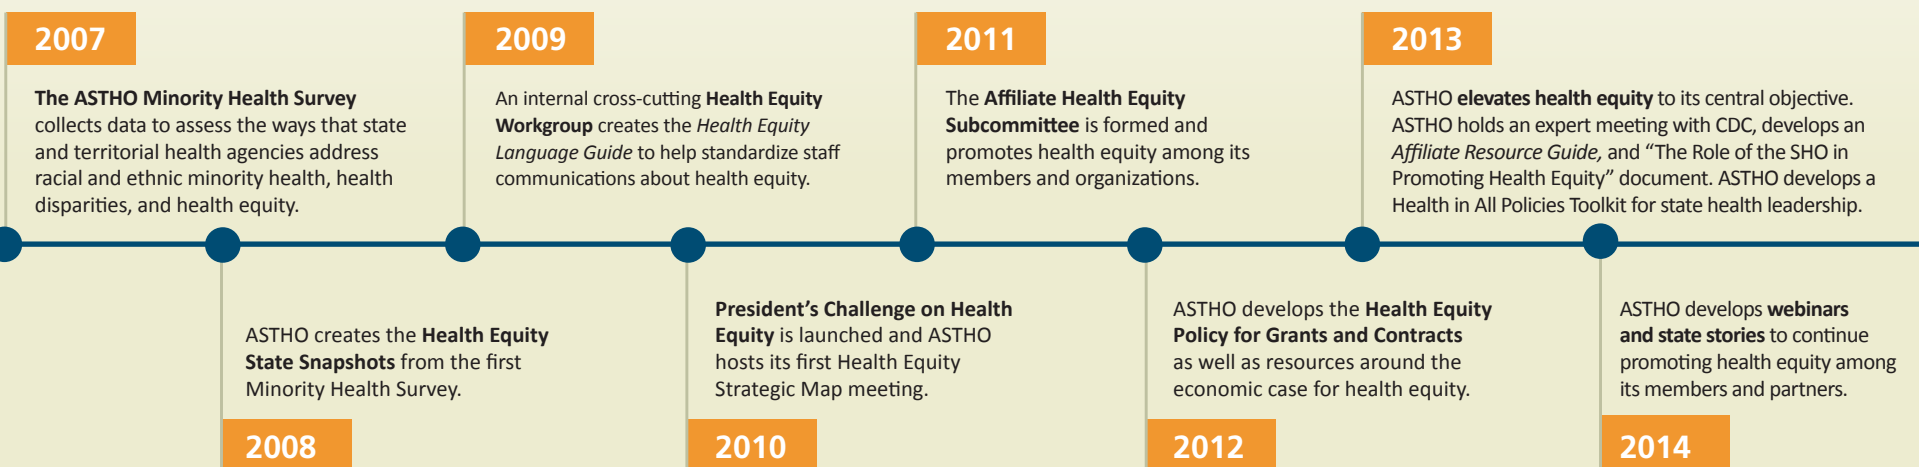 2007
The ASTHO Minority Health Survey
collects data to assess the ways that state
and territorial health agencies address
racial and ethnic minority health, health
disparities, and health equity.
2009
An internal cross-cutting Health Equity
Workgroup creates the Health Equity
Language Guide to help standardize staff
communications about health equity.
2011
The Affiliate Health Equity
Subcommittee is formed and
promotes health equity among its
members and organizations.
2013
ASTHO elevates health equity to its central objective.
ASTHO holds an expert meeting with CDC, develops an
Affiliate Resource Guide, and “The Role of the SHO in
Promoting Health Equity” document. ASTHO develops a
Health in All Policies Toolkit for state health leadership.
ASTHO creates the Health Equity
State Snapshots from the first
Minority Health Survey.
2008
President’s Challenge on Health
Equity is launched and ASTHO
hosts its first Health Equity
Strategic Map meeting.
2010
ASTHO develops the Health Equity
Policy for Grants and Contracts
as well as resources around the
economic case for health equity.
2012
ASTHO develops webinars
and state stories to continue
promoting health equity among
its members and partners.
2014